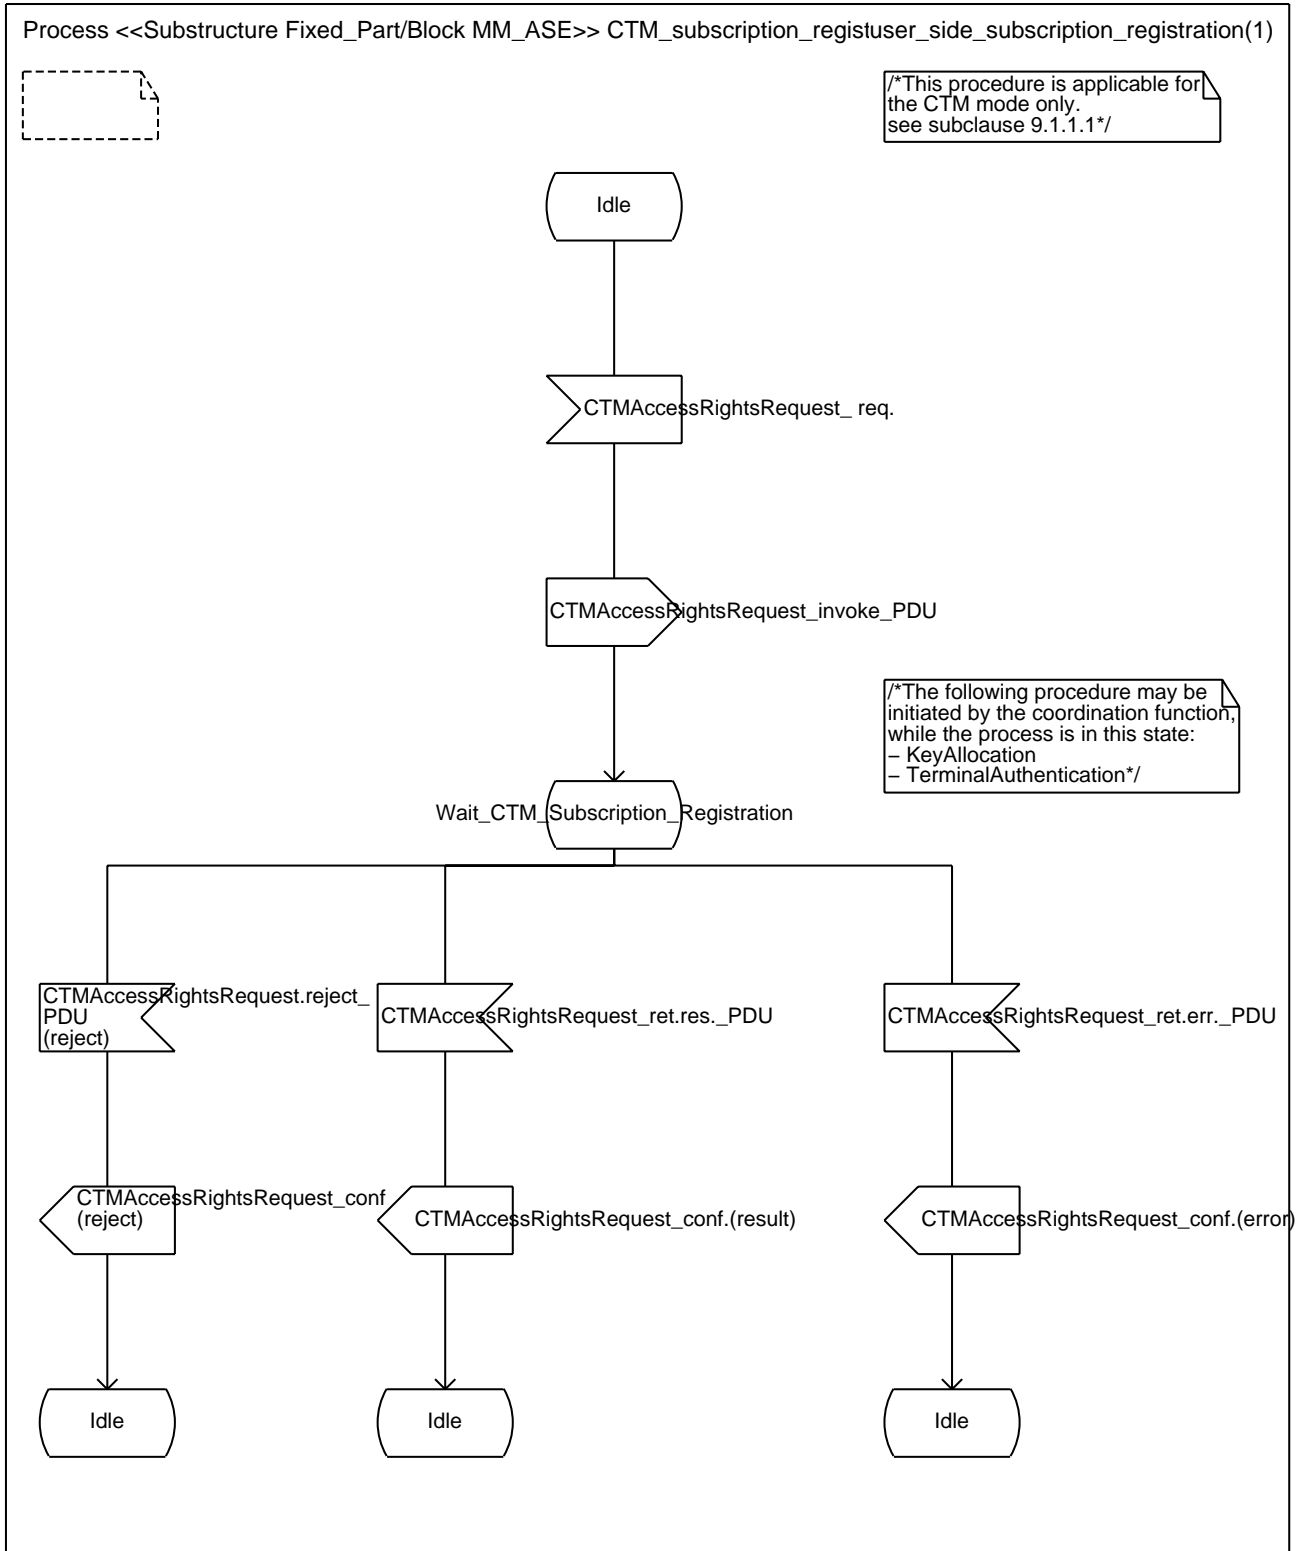 Process <<Substructure Fixed_Part/Block MM_ASE>> CTM_subscription_registuser_side_subscription_registration(1)
/*This procedure is applicable for
the CTM mode only.
see subclause 9.1.1.1*/
Idle
CTMAccessRightsRequest_ req.
CTMAccessRightsRequest_invoke_PDU
/*The following procedure may be
initiated by the coordination function,
while the process is in this state:
– KeyAllocation
– TerminalAuthentication*/
Wait_CTM_Subscription_Registration
CTMAccessRightsRequest.reject_
PDU
(reject)
CTMAccessRightsRequest_ret.res._PDU
CTMAccessRightsRequest_ret.err._PDU
CTMAccessRightsRequest_conf
(reject)
CTMAccessRightsRequest_conf.(result)
CTMAccessRightsRequest_conf.(error)
Idle
Idle
Idle